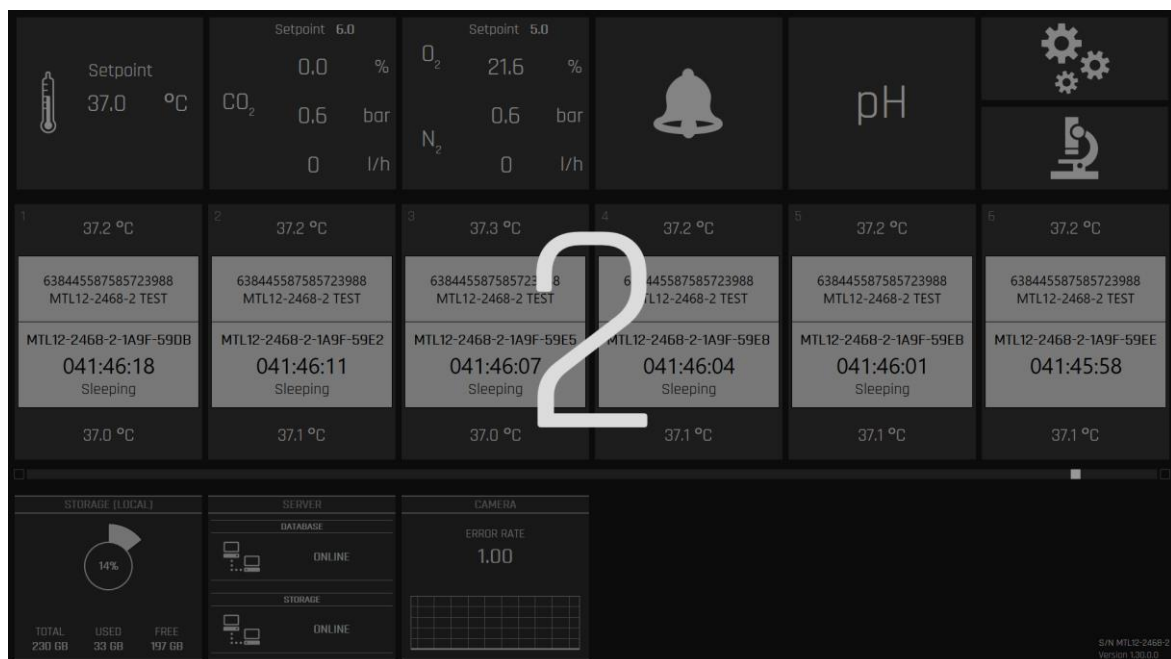 Setpoint
37.0 °C
Setpoint 6.0
CO2
0.0 %
0.6 bar
0 l/h
Setpoint 5.0
O2
21.6 %
0.6 bar
N2
0 l/h
pH
1
37.2 °C
638445587585723988
MTL12-2468-2 TEST
MTL12-2468-2-1A9F-59DB
041:46:18
Sleeping
37.0 °C
2
37.2 °C
638445587585723988
MTL12-2468-2 TEST
MTL12-2468-2-1A9F-59E2
041:46:11
Sleeping
37.1 °C
3
37.3 °C
MTL12-2468-2 TEST
MTL12-2468-2-1A9F-59E5
041:46:07
Sleeping
37.0 °C
2
4
37.2 °C
MTL12-2468-2-1A9F-59E8
041:46:04
Sleeping
37.1 °C
5
37.2 °C
638445587585723988
MTL12-2468-2 TEST
MTL12-2468-2-1A9F-59EB
041:46:01
Sleeping
37.1 °C
6
37.2 °C
638445587585723988
MTL12-2468-2 TEST
MTL12-2468-2-1A9F-59EE
041:45:58
37.1 °C
STORAGE (LOCAL)
14%
TOTAL USED FREE
230 GB 33 GB 197 GB
SERVER
DATABASE
ONLINE
STORAGE
ONLINE
CAMERA
ERROR RATE
1.00
S/N MTL12-2468-2
Version 1.30.0.0